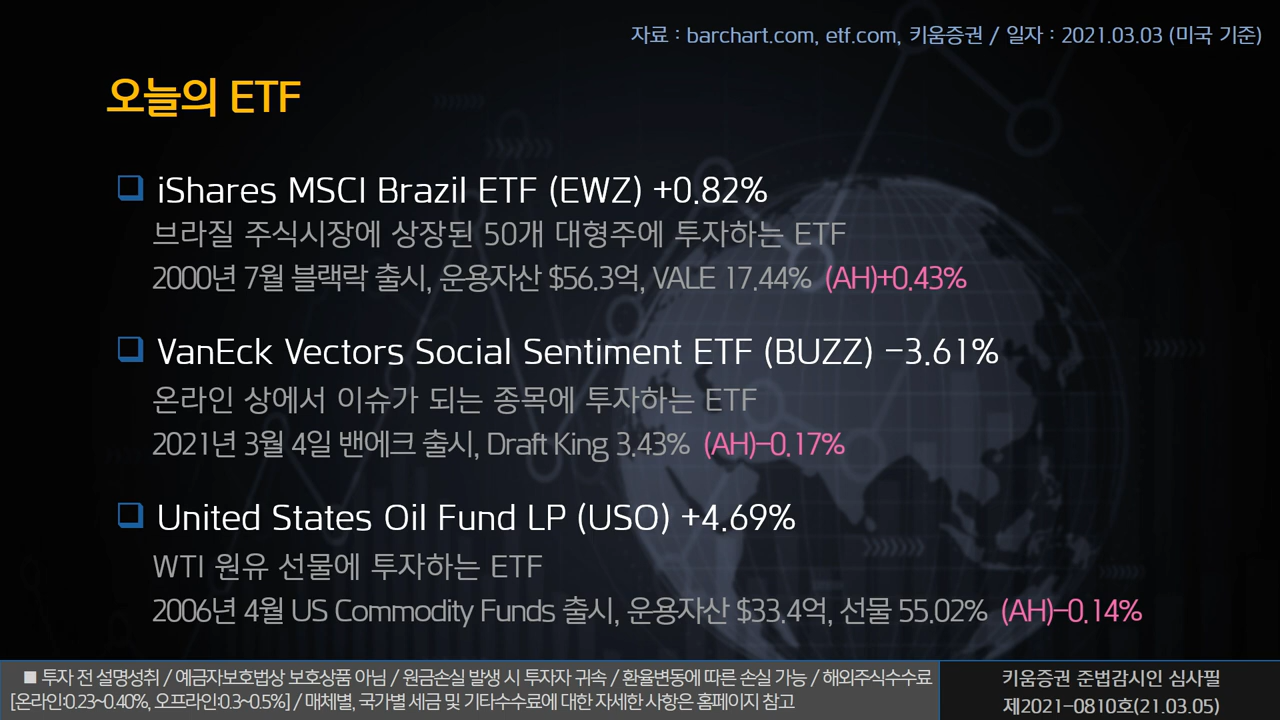 자료 : barchart.com, etf.com, 키움증권 / 일자 : 2021.03.03 (미국 기준)
오늘의 ETF
❑ iShares MSCI Brazil ETF (EWZ) +0.82%
브라질 주식시장에 상장된 50개 대형주에 투자하는 ETF
2000년 7월 블랙락 출시, 운용자산 $56.3억, VALE 17.44% (AH)+0.43%
❑ VanEck Vectors Social Sentiment ETF (BUZZ) -3.61%
온라인 상에서 이슈가 되는 종목에 투자하는 ETF
2021년 3월 4일 밴에크 출시, Draft King 3.43% (AH)-0.17%
❑ United States Oil Fund LP (USO) +4.69%
WTI 원유 선물에 투자하는 ETF
2006년 4월 US Commodity Funds 출시, 운용자산 $33.4억, 선물 55.02% (AH)-0.14%
■ 투자 전 설명성취 / 예금자보호법상 보호상품 아님 / 원금손실 발생 시 투자자 귀속 / 환율변동에 따른 손실 가능 / 해외주식수수료
[온라인:0.23~0.40%, 오프라인:0.3~0.5%] / 매체별, 국가별 세금 및 기타수수료에 대한 자세한 사항은 홈페이지 참고
키움증권 준법감시인 심사필
제2021-0810호(21.03.05)